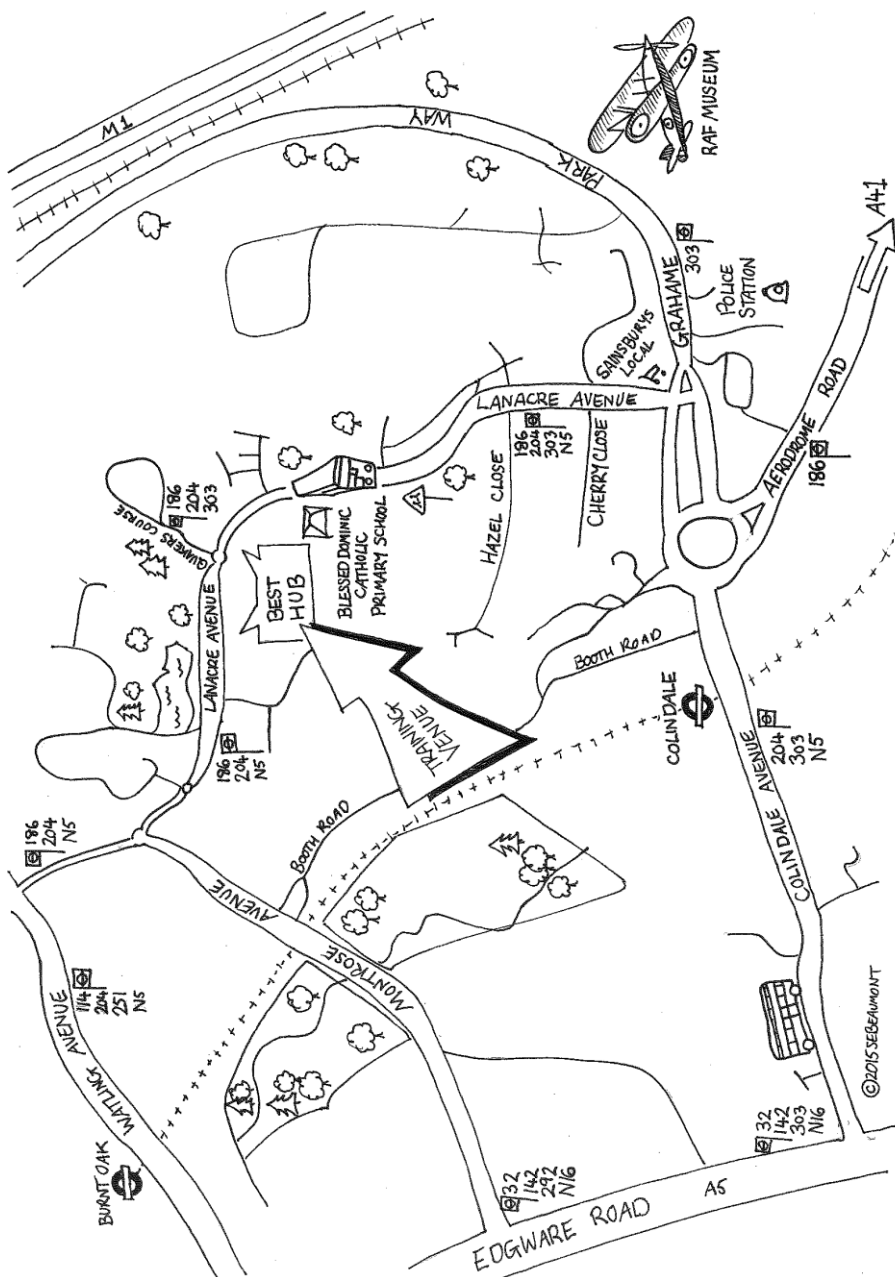 M1
RAF MUSEUM
GRAHAME
PARK
WAY
303
POLICE
STATION
A41
SAINSBURYS
LOCAL
LANACRE AVENUE
AERODROME ROAD
186
186
204
303
N5
CHERRY CLOSE
HAZEL CLOSE
QUAKERS COURSE
186
204
303
BLESSED DOMINIC
CATHOLIC
PRIMARY SCHOOL
BEST
HUB
LANACRE AVENUE
TRAINING
VENUE
BOOTH ROAD
COLINDALE
186
204
N5
204
303
N5
COLINDALE AVENUE
BOOTH ROAD
186
204
N5
MONTROSE
AVENUE
114
204
251
N5
WATLING AVENUE
BURNT OAK
32
142
292
N16
32
142
303
N16
EDGWARE ROAD
A5
©2015SEBEAUMONT